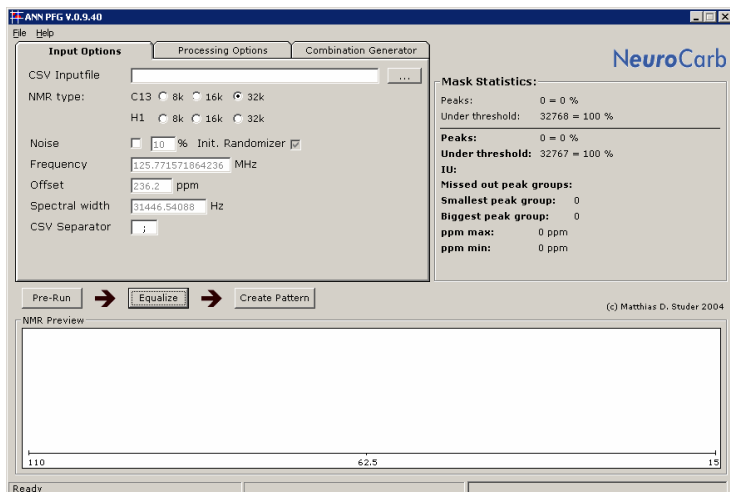 ANN PFG V.0.9.40
File Help
Input Options Processing Options Combination Generator
NeuroCarb
CSV Inputfile ...
NMR type: C13 8k 16k 32k
H1 8k 16k 32k
Noise 10 % Init. Randomizer
Frequency 125.771571864236 MHz
Offset 236.2 ppm
Spectral width 31446.54088 Hz
CSV Separator ;
Mask Statistics:
Peaks: 0 = 0 %
Under threshold: 32768 = 100 %
Peaks: 0 = 0 %
Under threshold: 32767 = 100 %
IU:
Missed out peak groups:
Smallest peak group: 0
Biggest peak group: 0
ppm max: 0 ppm
ppm min: 0 ppm
Pre-Run Equalize Create Pattern
(c) Matthias D. Studer 2004
NMR Preview
110 62.5 15
Ready